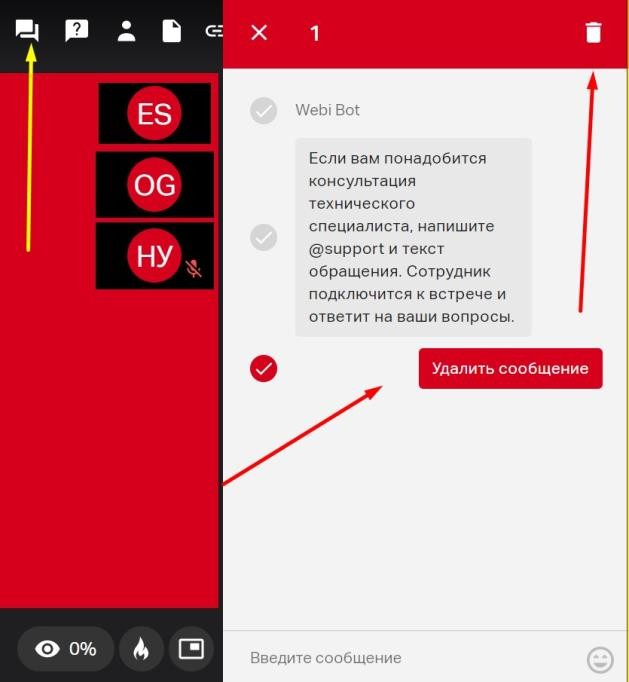 ?
1
ES
OG
НУ
Webi Bot
Если вам понадобится
консультация
технического
специалиста, напишите
@support и текст
обращения. Сотрудник
подключится к встрече и
ответит на ваши вопросы.
Удалить сообщение
0%
Введите сообщение